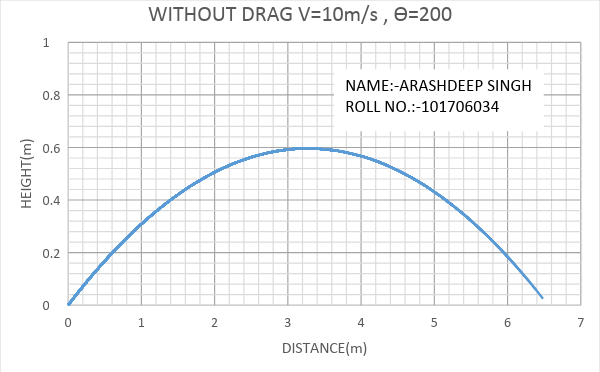 WITHOUT DRAG V=10m/s , Ɵ=200
NAME:-ARASHDEEP SINGH
ROLL NO.:-101706034
HEIGHT(m)
1
0.8
0.6
0.4
0.2
0
0 1 2 3 4 5 6 7
DISTANCE(m)